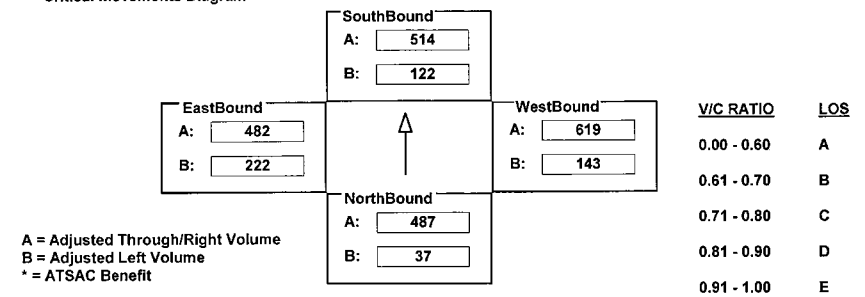 Critical Movements Diagram
SouthBound
A: 514
B: 122
EastBound
A: 482
B: 222
WestBound
A: 619
B: 143
NorthBound
A: 487
B: 37
A = Adjusted Through/Right Volume
B = Adjusted Left Volume
* = ATSAC Benefit
V/C RATIO LOS
0.00 - 0.60 A
0.61 - 0.70 B
0.71 - 0.80 C
0.81 - 0.90 D
0.91 - 1.00 E